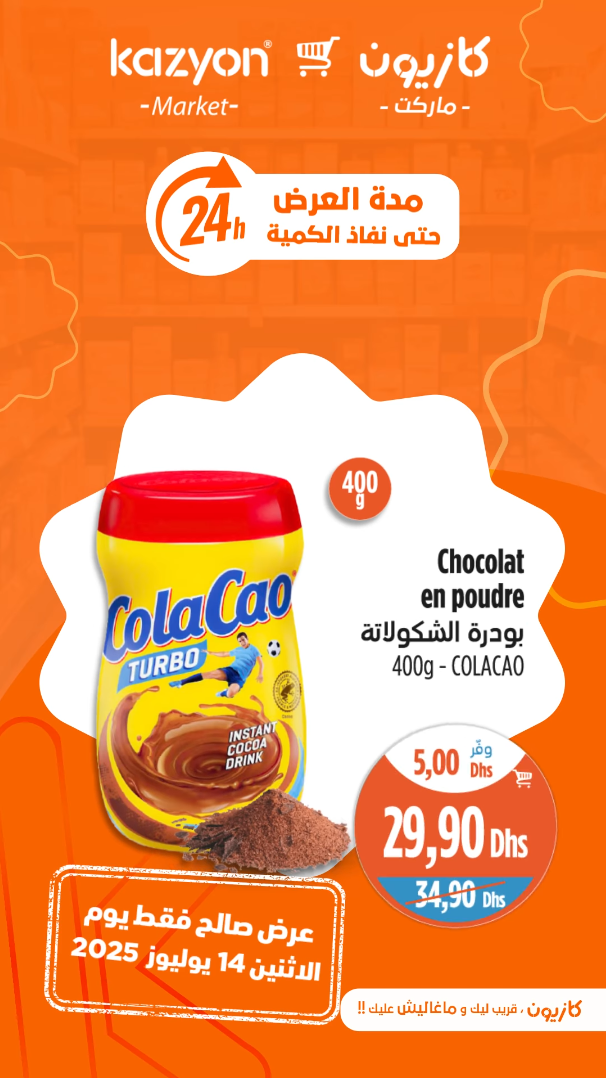 kazyon® كازيون
-Market- - ماركت -
24h
مدة العرض
حتى نفاذ الكمية
400
g
Chocolat
en poudre
بودرة الشكولاتة
400g - COLACAO
ColaCao®
TURBO
INSTANT
COCOA
DRINK
5,00 Dhs وفّر
29,90 Dhs
34,90 Dhs
عرض صالح فقط يوم
الاثنين 14 يوليوز 2025
كازيون ، قريب ليك و ماغاليش عليك !!